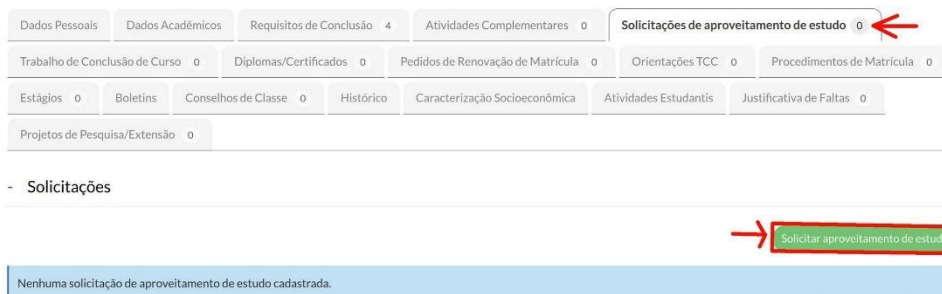 Dados Pessoais Dados Acadêmicos Requisitos de Conclusão 4 Atividades Complementares 0 Solicitações de aproveitamento de estudo 0
Trabalho de Conclusão de Curso 0 Diplomas/Certificados 0 Pedidos de Renovação de Matrícula 0 Orientações TCC 0 Procedimentos de Matrícula 0
Estágios 0 Boletins Conselhos de Classe 0 Histórico Caracterização Socioeconômica Atividades Estudantis Justificativa de Faltas 0
Projetos de Pesquisa/Extensão 0
- Solicitações
Solicitar aproveitamento de estud
Nenhuma solicitação de aproveitamento de estudo cadastrada.